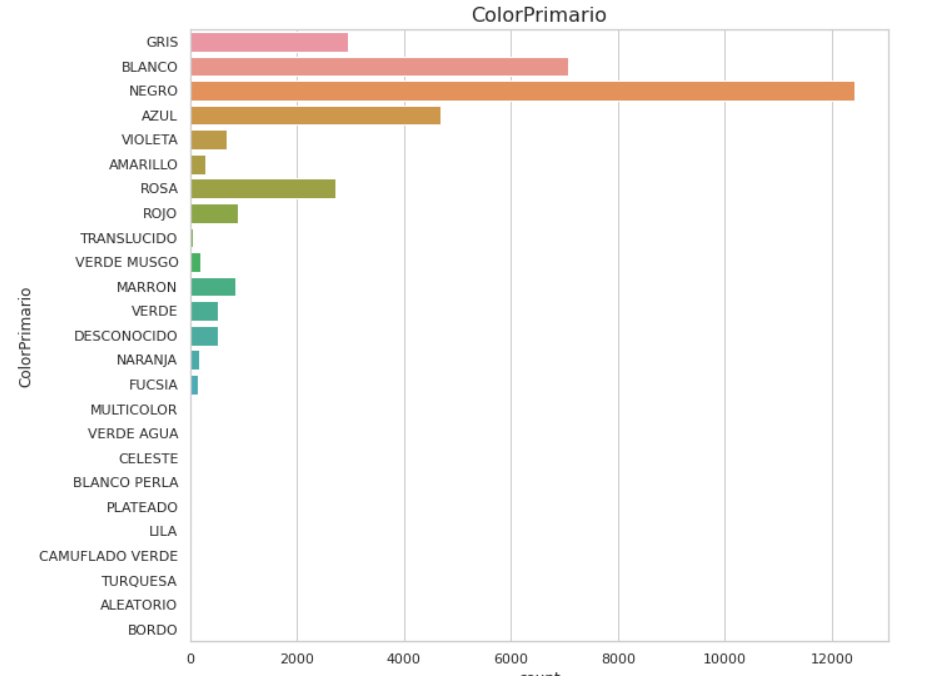 ColorPrimario
GRIS
BLANCO
NEGRO
AZUL
VIOLETA
AMARILLO
ROSA
ROJO
TRANSLUCIDO
VERDE MUSGO
MARRON
VERDE
DESCONOCIDO
NARANJA
FUCSIA
MULTICOLOR
VERDE AGUA
CELESTE
BLANCO PERLA
PLATEADO
LILA
CAMUFLADO VERDE
TURQUESA
ALEATORIO
BORDO
ColorPrimario
0 2000 4000 6000 8000 10000 12000
count